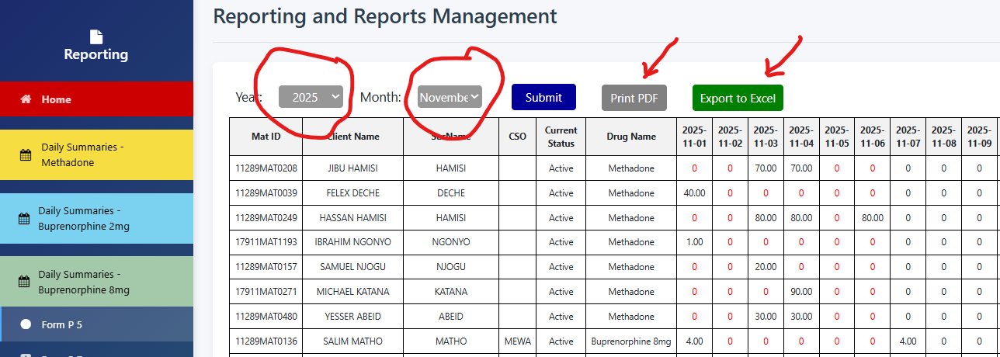 Reporting and Reports Management
Reporting
Home
Daily Summaries -
Methadone
Daily Summaries -
Buprenorphine 2mg
Daily Summaries -
Buprenorphine 8mg
Form P 5
Year: 2025 Month: Novembe Submit Print PDF Export to Excel
Mat ID Client Name SurName CSO Current Status Drug Name 2025-11-01 2025-11-02 2025-11-03 2025-11-04 2025-11-05 2025-11-06 2025-11-07 2025-11-08 2025-11-09
11289MAT0208 JIBU HAMISI HAMISI Active Methadone 0 0 70.00 70.00 0 0 0 0 0
11289MAT0039 FELEX DECHE DECHE Active Methadone 40.00 0 0 0 0 0 0 0 0
11289MAT0249 HASSAN HAMISI HAMISI Active Methadone 0 0 80.00 80.00 0 80.00 0 0 0
17911MAT1193 IBRAHIM NGONYO NGONYO Active Methadone 1.00 0 0 0 0 0 0 0 0
11289MAT0157 SAMUEL NJOGU NJOGU Active Methadone 0 0 20.00 0 0 0 0 0 0
17911MAT0271 MICHAEL KATANA KATANA Active Methadone 0 0 0 90.00 0 0 0 0 0
11289MAT0480 YESSER ABEID ABEID Active Methadone 0 0 30.00 30.00 0 0 0 0 0
11289MAT0136 SALIM MATHO MATHO MEWA Active Buprenorphine 8mg 4.00 0 0 0 0 0 4.00 0 0